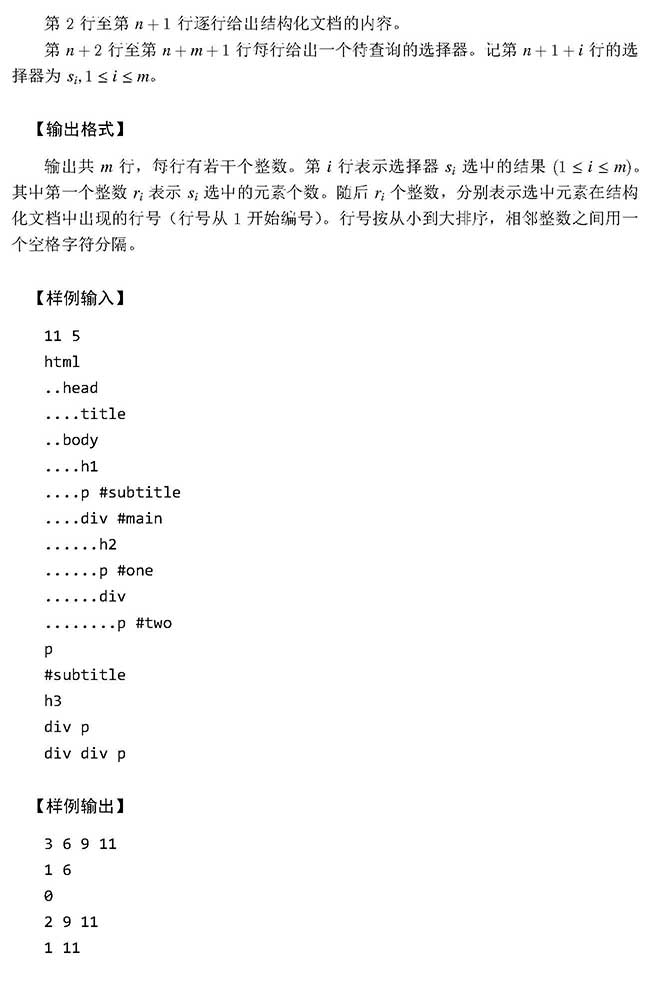 第 2 行至第 n + 1 行逐行给出结构化文档的内容。
第 n + 2 行至第 n + m + 1 行每行给出一个待查询的选择器。记第 n + 1 + i 行的选
择器为 sᵢ, 1 ≤ i ≤ m。
【输出格式】
输出共 m 行，每行有若干个整数。第 i 行表示选择器 sᵢ 选中的结果 (1 ≤ i ≤ m)。
其中第一个整数 rᵢ 表示 sᵢ 选中的元素个数。随后 rᵢ 个整数，分别表示选中元素在结构
化文档中出现的行号（行号从 1 开始编号）。行号按从小到大排序，相邻整数之间用一
个空格字符分隔。
【样例输入】
11 5
html
..head
....title
..body
....h1
....p #subtitle
....div #main
......h2
......p #one
......div
........p #two
p
#subtitle
h3
div p
div div p
【样例输出】
3 6 9 11
1 6
0
2 9 11
1 11